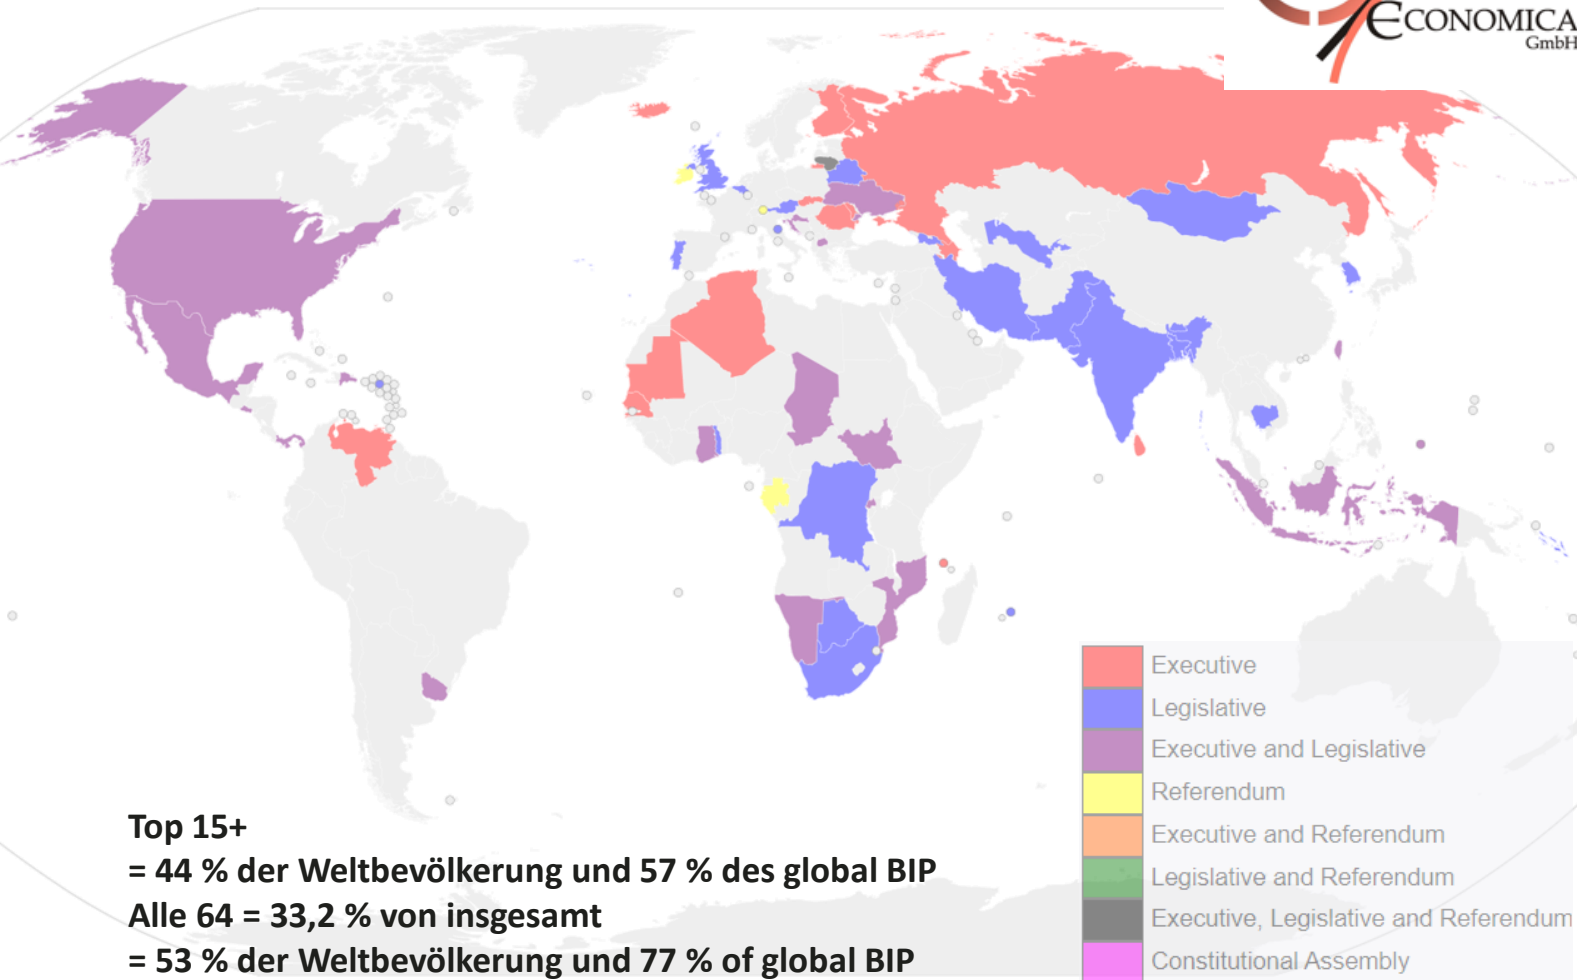 ECONOMICA
GmbH
Executive
Legislative
Executive and Legislative
Referendum
Executive and Referendum
Legislative and Referendum
Executive, Legislative and Referendum
Constitutional Assembly
Top 15+
= 44 % der Weltbevölkerung und 57 % des global BIP
Alle 64 = 33,2 % von insgesamt
= 53 % der Weltbevölkerung und 77 % of global BIP